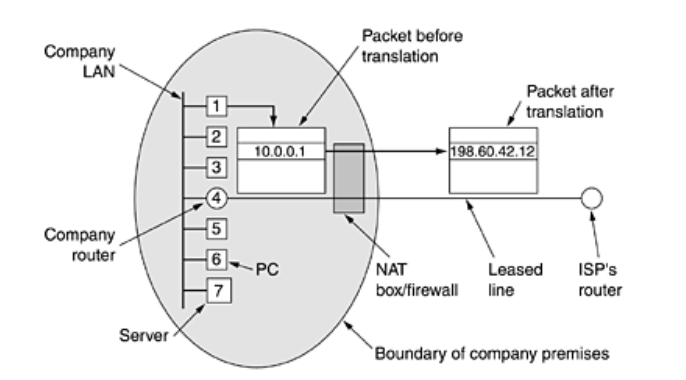 Packet before
translation
Company
LAN
Packet after
translation
1
2
10.0.0.1
198.60.42.12
3
4
5
Company
router
6
PC
NAT
box/firewall
Leased
line
ISP's
router
7
Server
Boundary of company premises